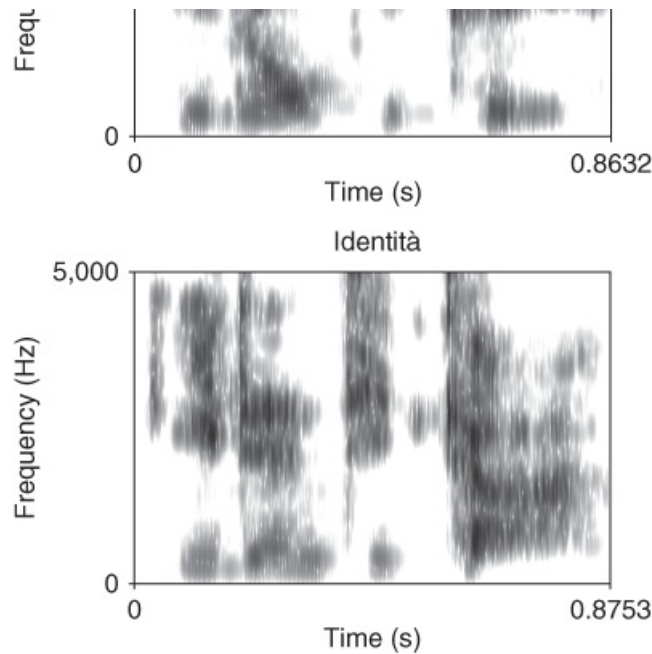 Frequ
0
0 0.8632
Time (s)
Identità
5,000
Frequency (Hz)
0
0 0.8753
Time (s)